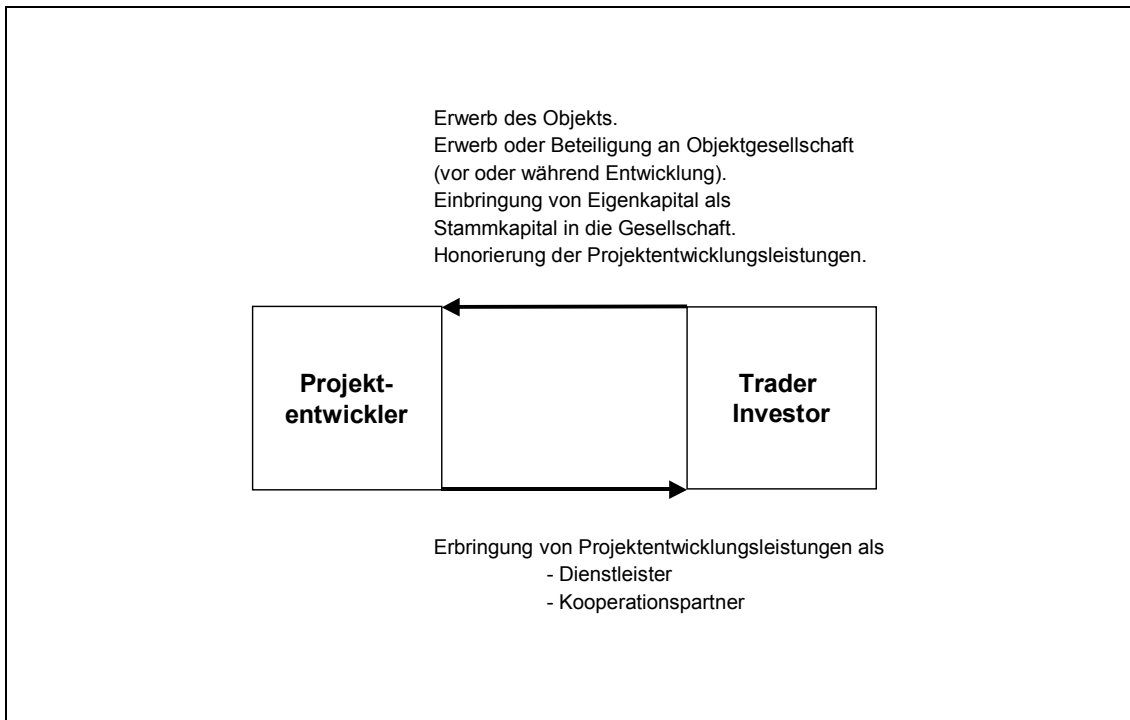 Erwerb des Objekts.
Erwerb oder Beteiligung an Objektgesellschaft
(vor oder während Entwicklung).
Einbringung von Eigenkapital als
Stammkapital in die Gesellschaft.
Honorierung der Projektentwicklungsleistungen.
Projekt-
entwickler
Trader
Investor
Erbringung von Projektentwicklungsleistungen als
- Dienstleister
- Kooperationspartner